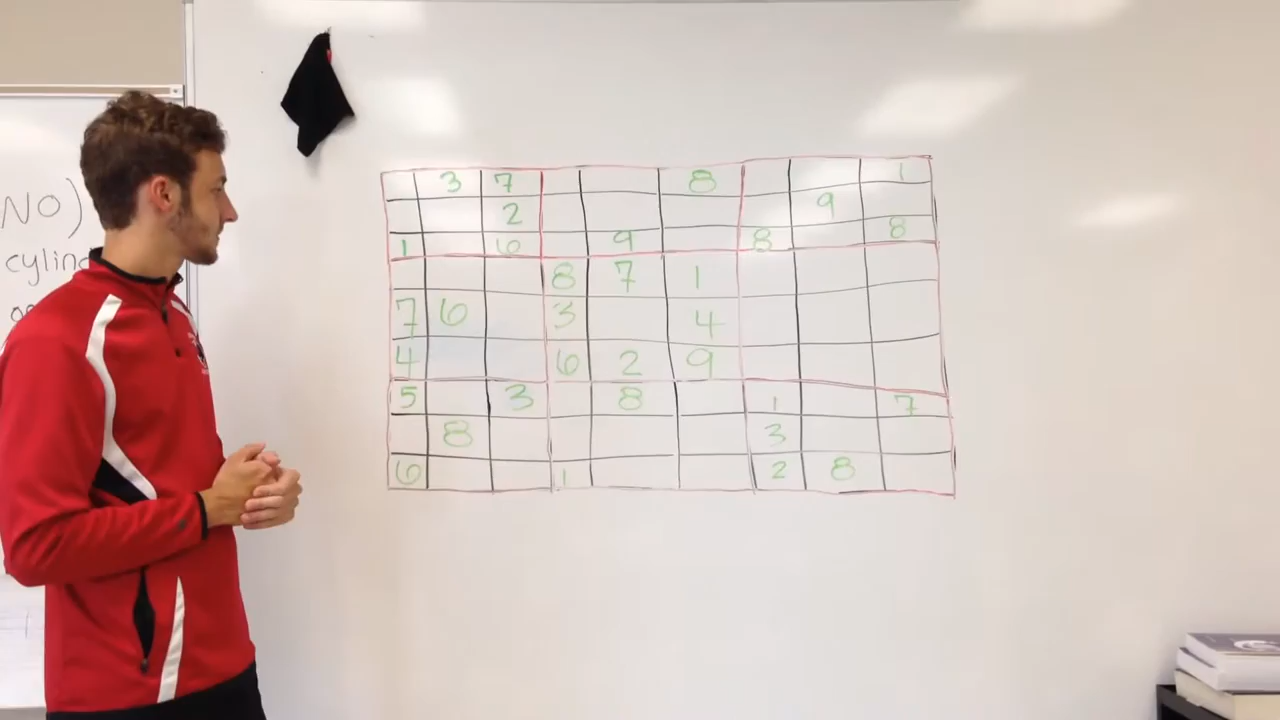 NO)
cylin
3 7 8 1
2 9
1 6 9 8 8
8 7 1
7 6 3 4
4 6 2 9
5 3 8 1 7
8 3
6 1 2 8